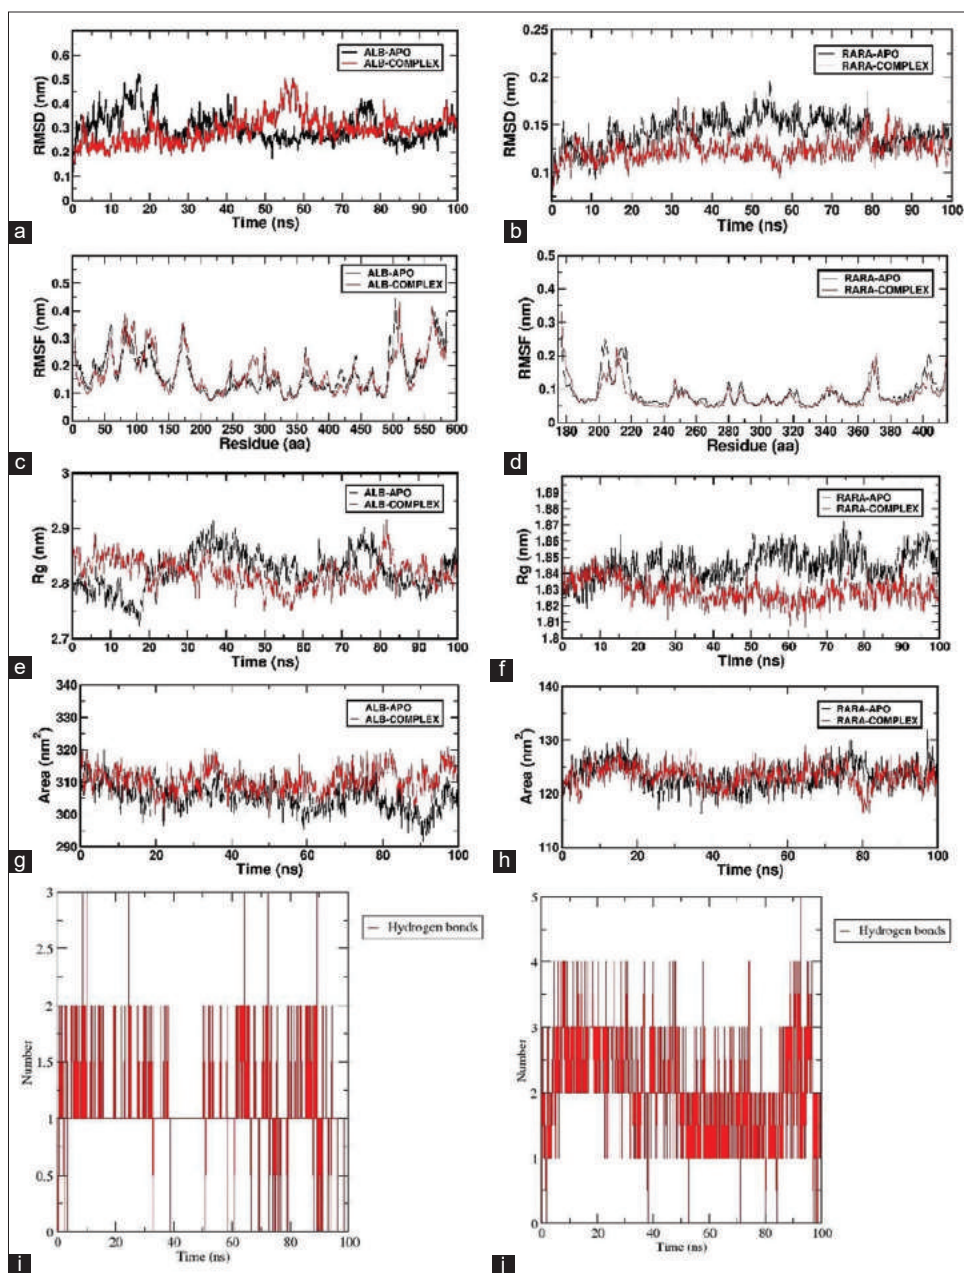 0.6
0.5
0.4
0.3
0.2
0.1
0
RMSD (nm)
ALB-APO
ALB-COMPLEX
0 10 20 30 40 50 60 70 80 90 100
Time (ns)
a
0.25
0.2
0.15
0.1
RMSD (nm)
RARA-APO
RARA-COMPLEX
0 10 20 30 40 50 60 70 80 90 100
Time (ns)
b
0.5
0.4
0.3
0.2
0.1
0
RMSF (nm)
ALB-APO
ALB-COMPLEX
0 50 100 150 200 250 300 350 400 450 500 550 600
Residue (aa)
c
0.5
0.4
0.3
0.2
0.1
0
RMSF (nm)
RARA-APO
RARA-COMPLEX
180 200 220 240 260 280 300 320 340 360 380 400
Residue (aa)
d
3
2.9
2.8
2.7
Rg (nm)
ALB-APO
ALB-COMPLEX
0 10 20 30 40 50 60 70 80 90 100
Time (ns)
e
1.89
1.88
1.87
1.86
1.85
1.84
1.83
1.82
1.81
1.8
Rg (nm)
RARA-APO
RARA-COMPLEX
0 10 20 30 40 50 60 70 80 90 100
Time (ns)
f
340
330
320
310
300
290
Area (nm²)
ALB-APO
ALB-COMPLEX
0 20 40 60 80 100
Time (ns)
g
140
130
120
110
Area (nm²)
RARA-APO
RARA-COMPLEX
0 20 40 60 80 100
Time (ns)
h
3
2.5
2
1.5
1
0.5
0
Number
Hydrogen bonds
0 20 40 60 80 100
Time (ns)
i
5
4
3
2
1
0
Number
Hydrogen bonds
0 20 40 60 80 100
Time (ns)
j